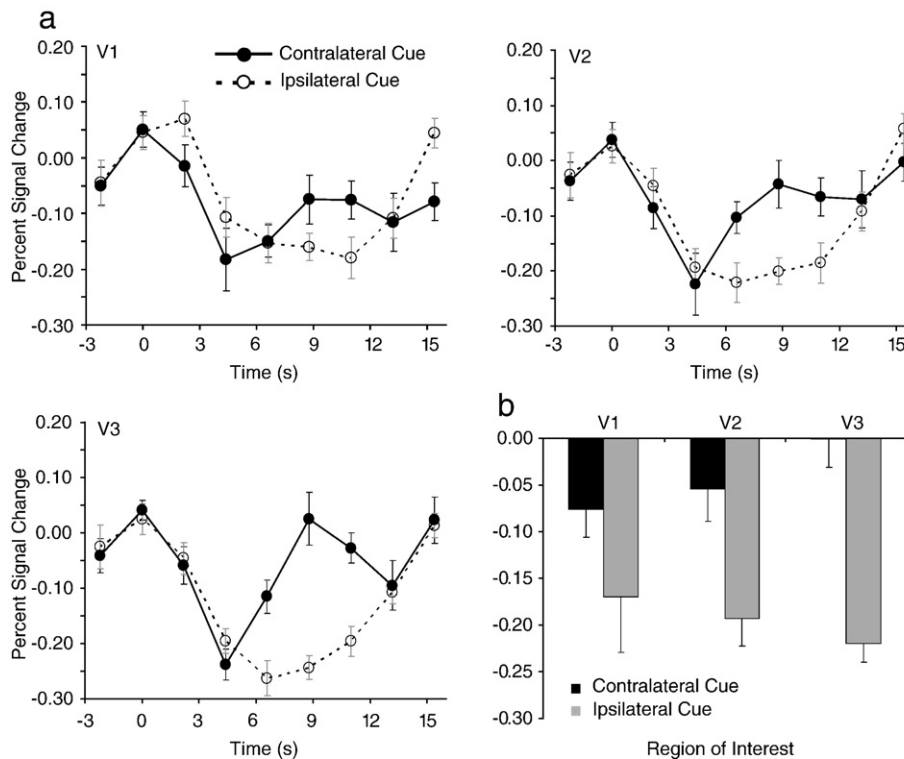 a
V1
Contralateral Cue
Ipsilateral Cue
Percent Signal Change
0.20
0.10
0.00
-0.10
-0.20
-0.30
-3 0 3 6 9 12 15
Time (s)
V2
0.20
0.10
0.00
-0.10
-0.20
-0.30
-3 0 3 6 9 12 15
Time (s)
V3
Percent Signal Change
0.20
0.10
0.00
-0.10
-0.20
-0.30
-3 0 3 6 9 12 15
Time (s)
b
V1 V2 V3
0.00
-0.05
-0.10
-0.15
-0.20
-0.25
-0.30
Contralateral Cue
Ipsilateral Cue
Region of Interest